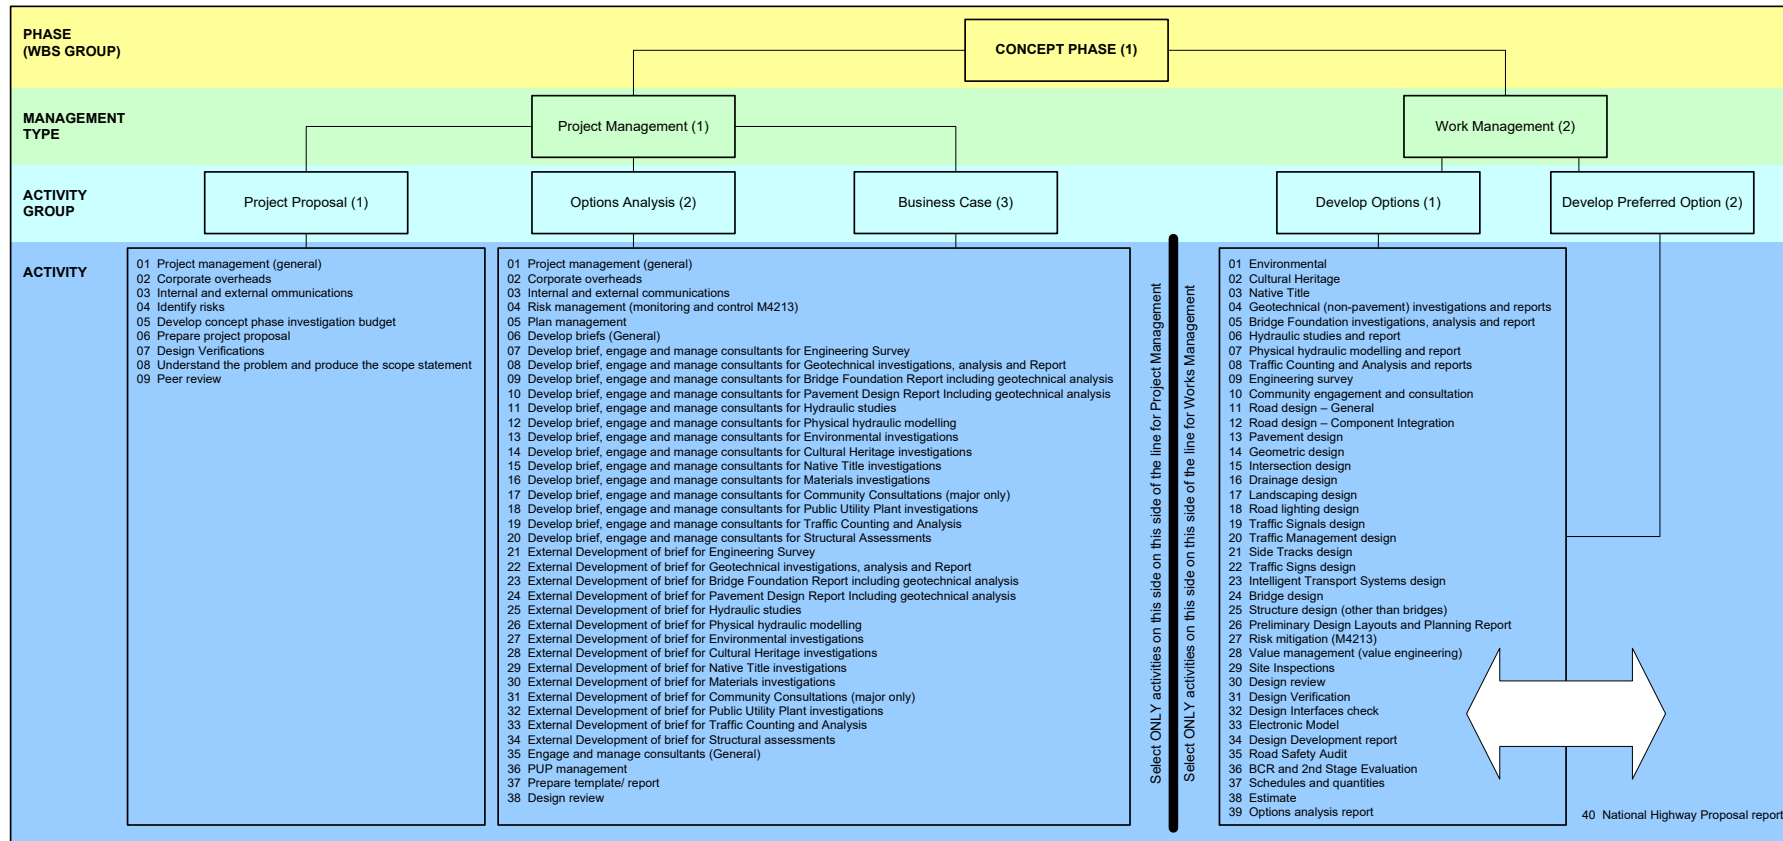 PHASE
(WBS GROUP)
CONCEPT PHASE (1)
MANAGEMENT
TYPE
Project Management (1)
Work Management (2)
ACTIVITY
GROUP
Project Proposal (1)
Options Analysis (2)
Business Case (3)
Develop Options (1)
Develop Preferred Option (2)
ACTIVITY
01 Project management (general)
02 Corporate overheads
03 Internal and external ommunications
04 Identify risks
05 Develop concept phase investigation budget
06 Prepare project proposal
07 Design Verifications
08 Understand the problem and produce the scope statement
09 Peer review
01 Project management (general)
02 Corporate overheads
03 Internal and external communications
04 Risk management (monitoring and control M4213)
05 Plan management
06 Develop briefs (General)
07 Develop brief, engage and manage consultants for Engineering Survey
08 Develop brief, engage and manage consultants for Geotechnical investigations, analysis and Report
09 Develop brief, engage and manage consultants for Bridge Foundation Report including geotechnical analysis
10 Develop brief, engage and manage consultants for Pavement Design Report Including geotechnical analysis
11 Develop brief, engage and manage consultants for Hydraulic studies
12 Develop brief, engage and manage consultants for Physical hydraulic modelling
13 Develop brief, engage and manage consultants for Environmental investigations
14 Develop brief, engage and manage consultants for Cultural Heritage investigations
15 Develop brief, engage and manage consultants for Native Title investigations
16 Develop brief, engage and manage consultants for Materials investigations
17 Develop brief, engage and manage consultants for Community Consultations (major only)
18 Develop brief, engage and manage consultants for Public Utility Plant investigations
19 Develop brief, engage and manage consultants for Traffic Counting and Analysis
20 Develop brief, engage and manage consultants for Structural Assessments
21 External Development of brief for Engineering Survey
22 External Development of brief for Geotechnical investigations, analysis and Report
23 External Development of brief for Bridge Foundation Report including geotechnical analysis
24 External Development of brief for Pavement Design Report Including geotechnical analysis
25 External Development of brief for Hydraulic studies
26 External Development of brief for Physical hydraulic modelling
27 External Development of brief for Environmental investigations
28 External Development of brief for Cultural Heritage investigations
29 External Development of brief for Native Title investigations
30 External Development of brief for Materials investigations
31 External Development of brief for Community Consultations (major only)
32 External Development of brief for Public Utility Plant investigations
33 External Development of brief for Traffic Counting and Analysis
34 External Development of brief for Structural assessments
35 Engage and manage consultants (General)
36 PUP management
37 Prepare template/ report
38 Design review
Select ONLY activities on this side on this side of the line for Project Management
Select ONLY activities on this side on this side of the line for Works Management
01 Environmental
02 Cultural Heritage
03 Native Title
04 Geotechnical (non-pavement) investigations and reports
05 Bridge Foundation investigations, analysis and report
06 Hydraulic studies and report
07 Physical hydraulic modelling and report
08 Traffic Counting and Analysis and reports
09 Engineering survey
10 Community engagement and consultation
11 Road design – General
12 Road design – Component Integration
13 Pavement design
14 Geometric design
15 Intersection design
16 Drainage design
17 Landscaping design
18 Road lighting design
19 Traffic Signals design
20 Traffic Management design
21 Side Tracks design
22 Traffic Signs design
23 Intelligent Transport Systems design
24 Bridge design
25 Structure design (other than bridges)
26 Preliminary Design Layouts and Planning Report
27 Risk mitigation (M4213)
28 Value management (value engineering)
29 Site Inspections
30 Design review
31 Design Verification
32 Design Interfaces check
33 Electronic Model
34 Design Development report
35 Road Safety Audit
36 BCR and 2nd Stage Evaluation
37 Schedules and quantities
38 Estimate
39 Options analysis report
40 National Highway Proposal report